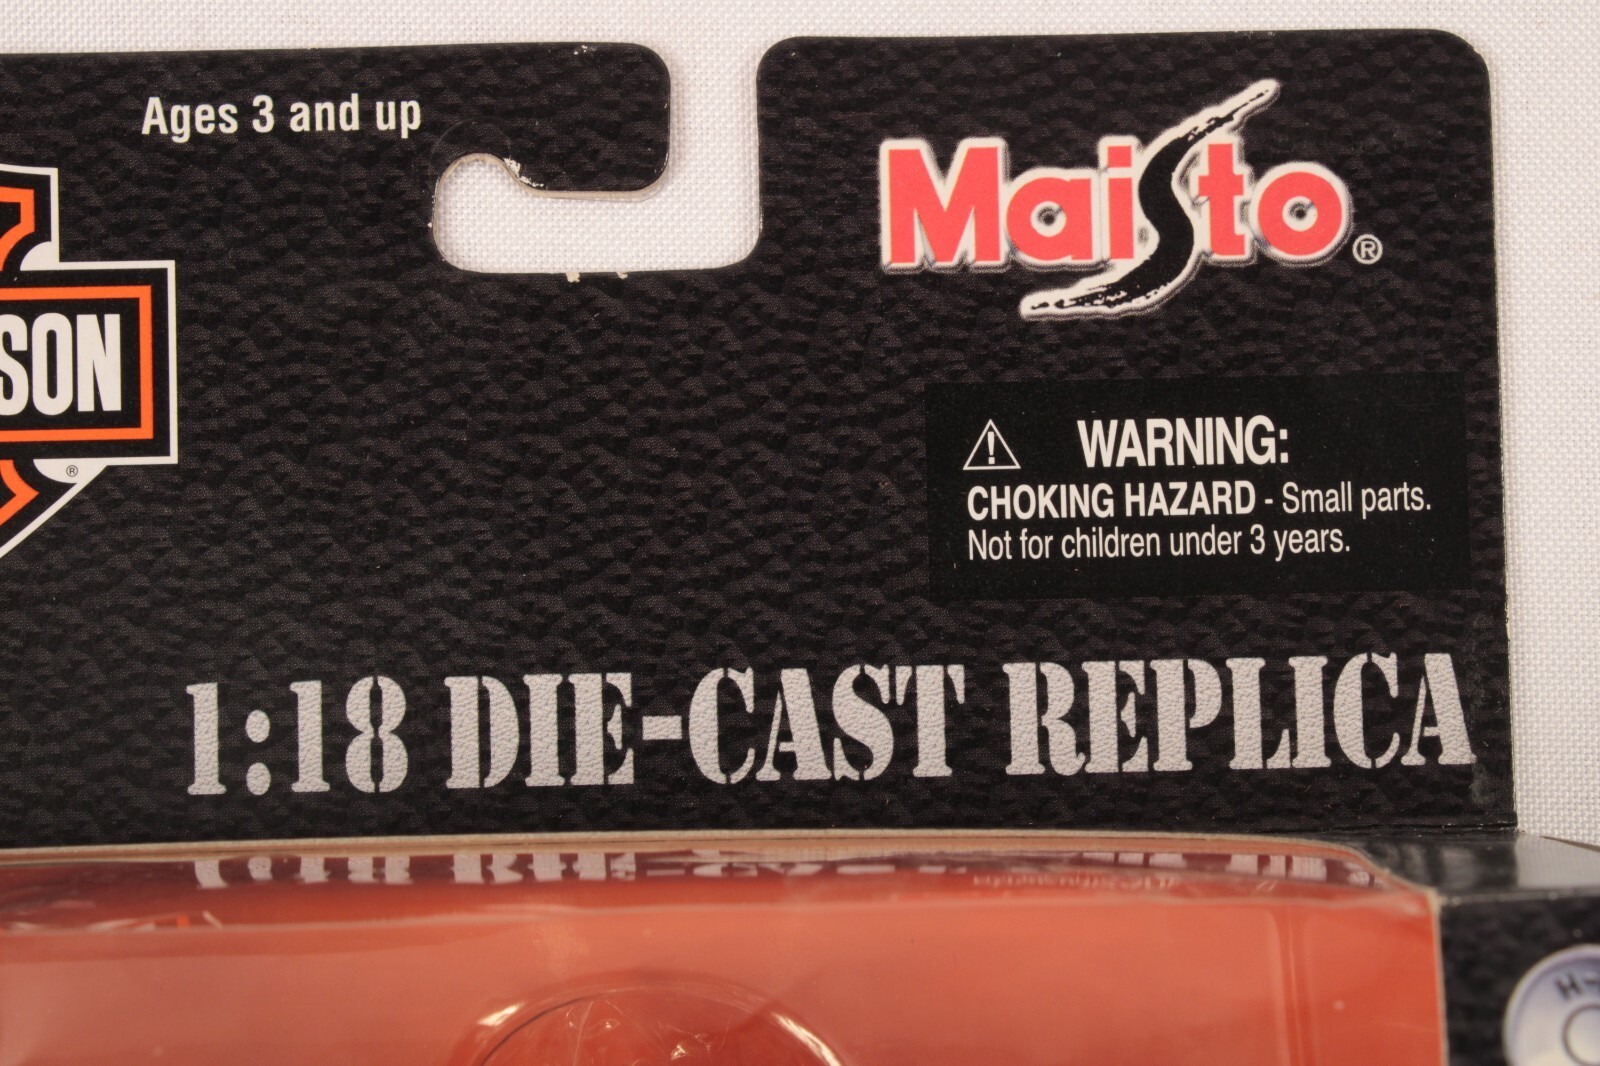 Ages 3 and up
Maisto®
SON
®
WARNING:
CHOKING HAZARD - Small parts.
Not for children under 3 years.
1:18 DIE-CAST REPLICA